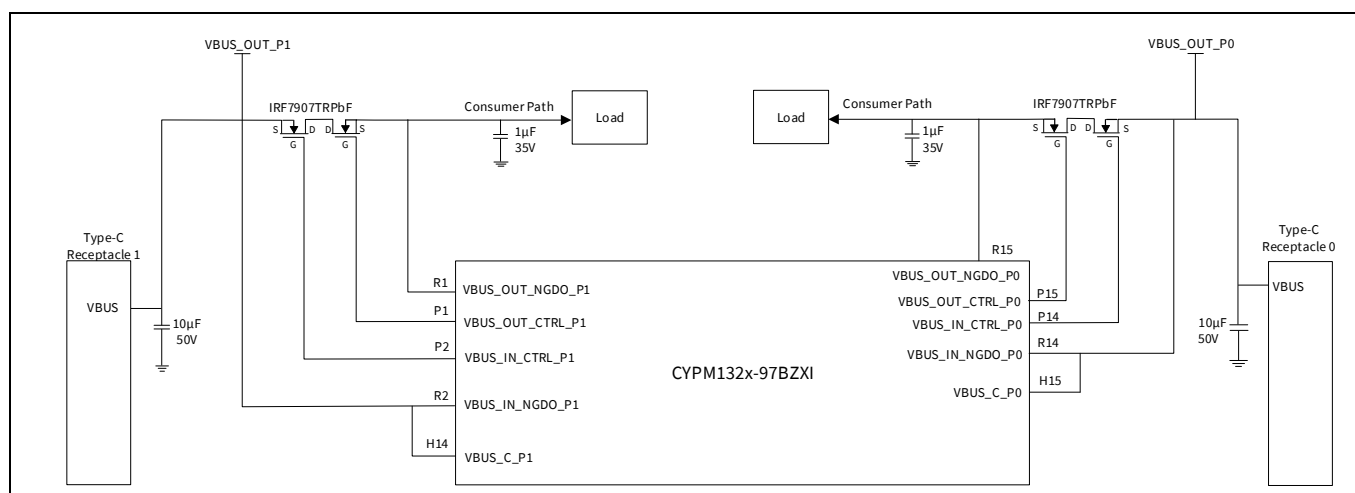 VBUS_OUT_P1
VBUS_OUT_P0
IRF7907TRPbF
Consumer Path
Load
Load
Consumer Path
IRF7907TRPbF
S
D
D
S
G
G
1µF
35V
1µF
35V
S
D
D
S
G
G
Type-C
Receptacle 1
VBUS
10µF
50V
R1
VBUS_OUT_NGDO_P1
P1
VBUS_OUT_CTRL_P1
P2
VBUS_IN_CTRL_P1
R2
VBUS_IN_NGDO_P1
H14
VBUS_C_P1
CYPM132x-97BZXI
R15
VBUS_OUT_NGDO_P0
P15
VBUS_OUT_CTRL_P0
P14
VBUS_IN_CTRL_P0
R14
VBUS_IN_NGDO_P0
H15
VBUS_C_P0
10µF
50V
Type-C
Receptacle 0
VBUS